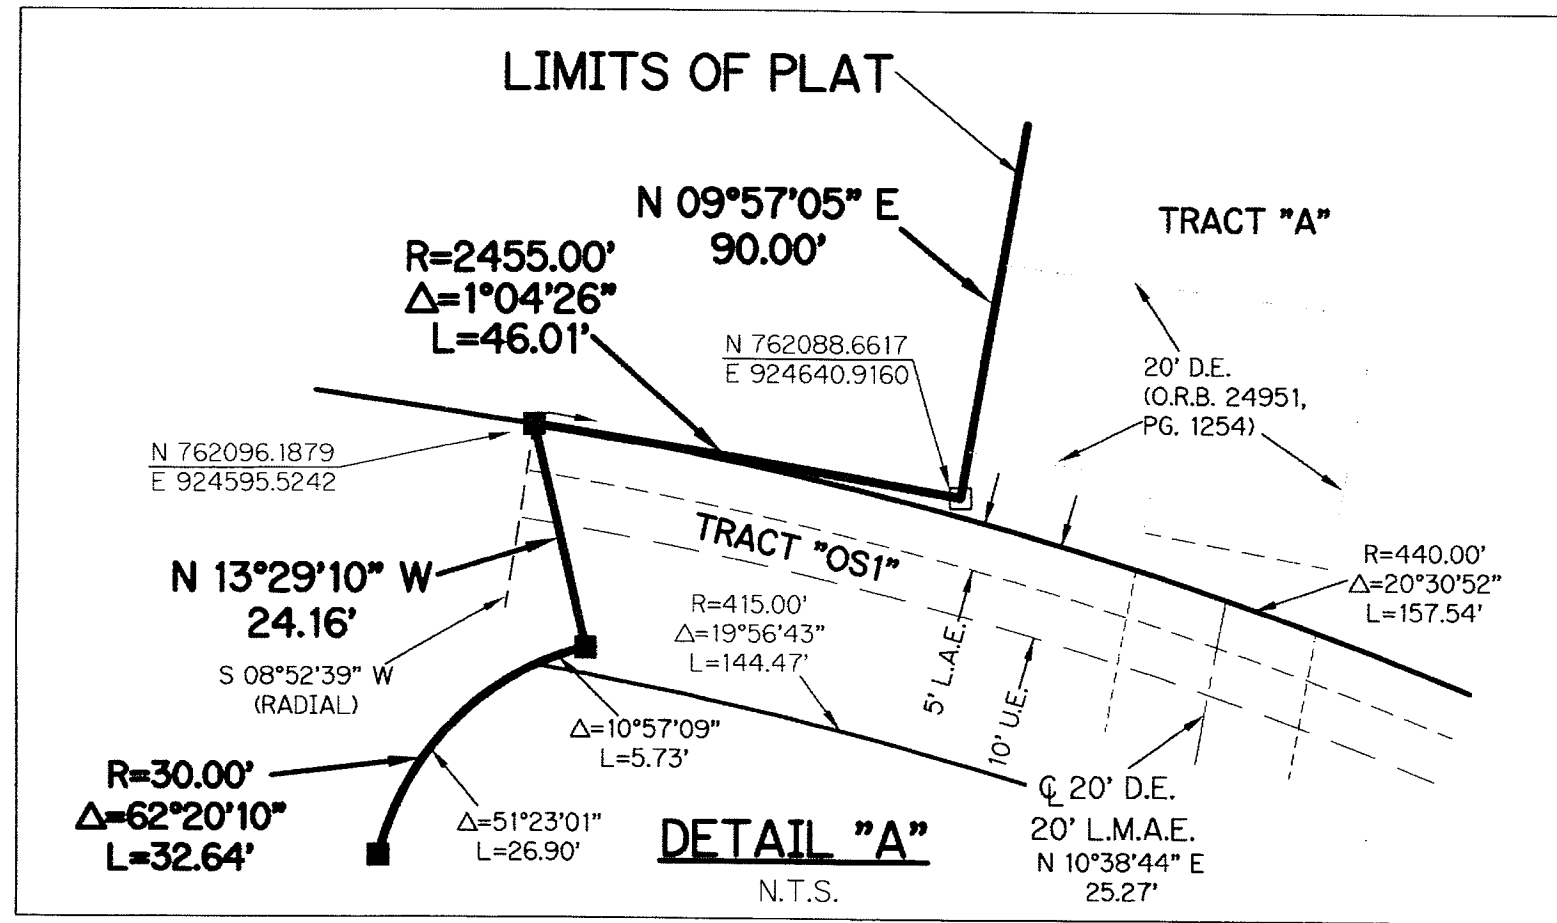 LIMITS OF PLAT
N 09°57'05" E
90.00'
TRACT "A"
R=2455.00'
Δ=1°04'26"
L=46.01'
N 762088.6617
E 924640.9160
20' D.E.
(O.R.B. 24951,
PG. 1254)
N 762096.1879
E 924595.5242
TRACT "OS1"
N 13°29'10" W
24.16'
R=440.00'
Δ=20°30'52"
L=157.54'
R=415.00'
Δ=19°56'43"
L=144.47'
5' L.A.E.
10' U.E.
S 08°52'39" W
(RADIAL)
Δ=10°57'09"
L=5.73'
R=30.00'
Δ=62°20'10"
L=32.64'
Δ=51°23'01"
L=26.90'
℄ 20' D.E.
20' L.M.A.E.
N 10°38'44" E
25.27'
DETAIL "A"
N.T.S.